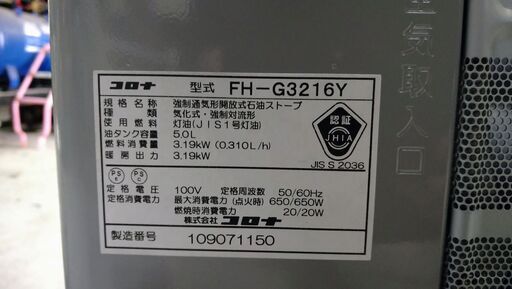 コロナ 型式 FH-G3216Y
規格名称 強制通気形開放式石油ストーブ
種類 気化式・強制対流形
使用燃料 灯油(JIS1号灯油)
油タンク容量 5.0L
燃料消費量 3.19kW (0.310L/h)
暖房出力 3.19kW
認証
JHIA
JIS S 2036
PS E PS C
定格電圧 100V 定格周波数 50/60Hz
定格消費電力 最大消費電力(点火時) 650/650W
燃焼時消費電力 20/20W
株式会社コロナ
製造番号 109071150
空気取入口